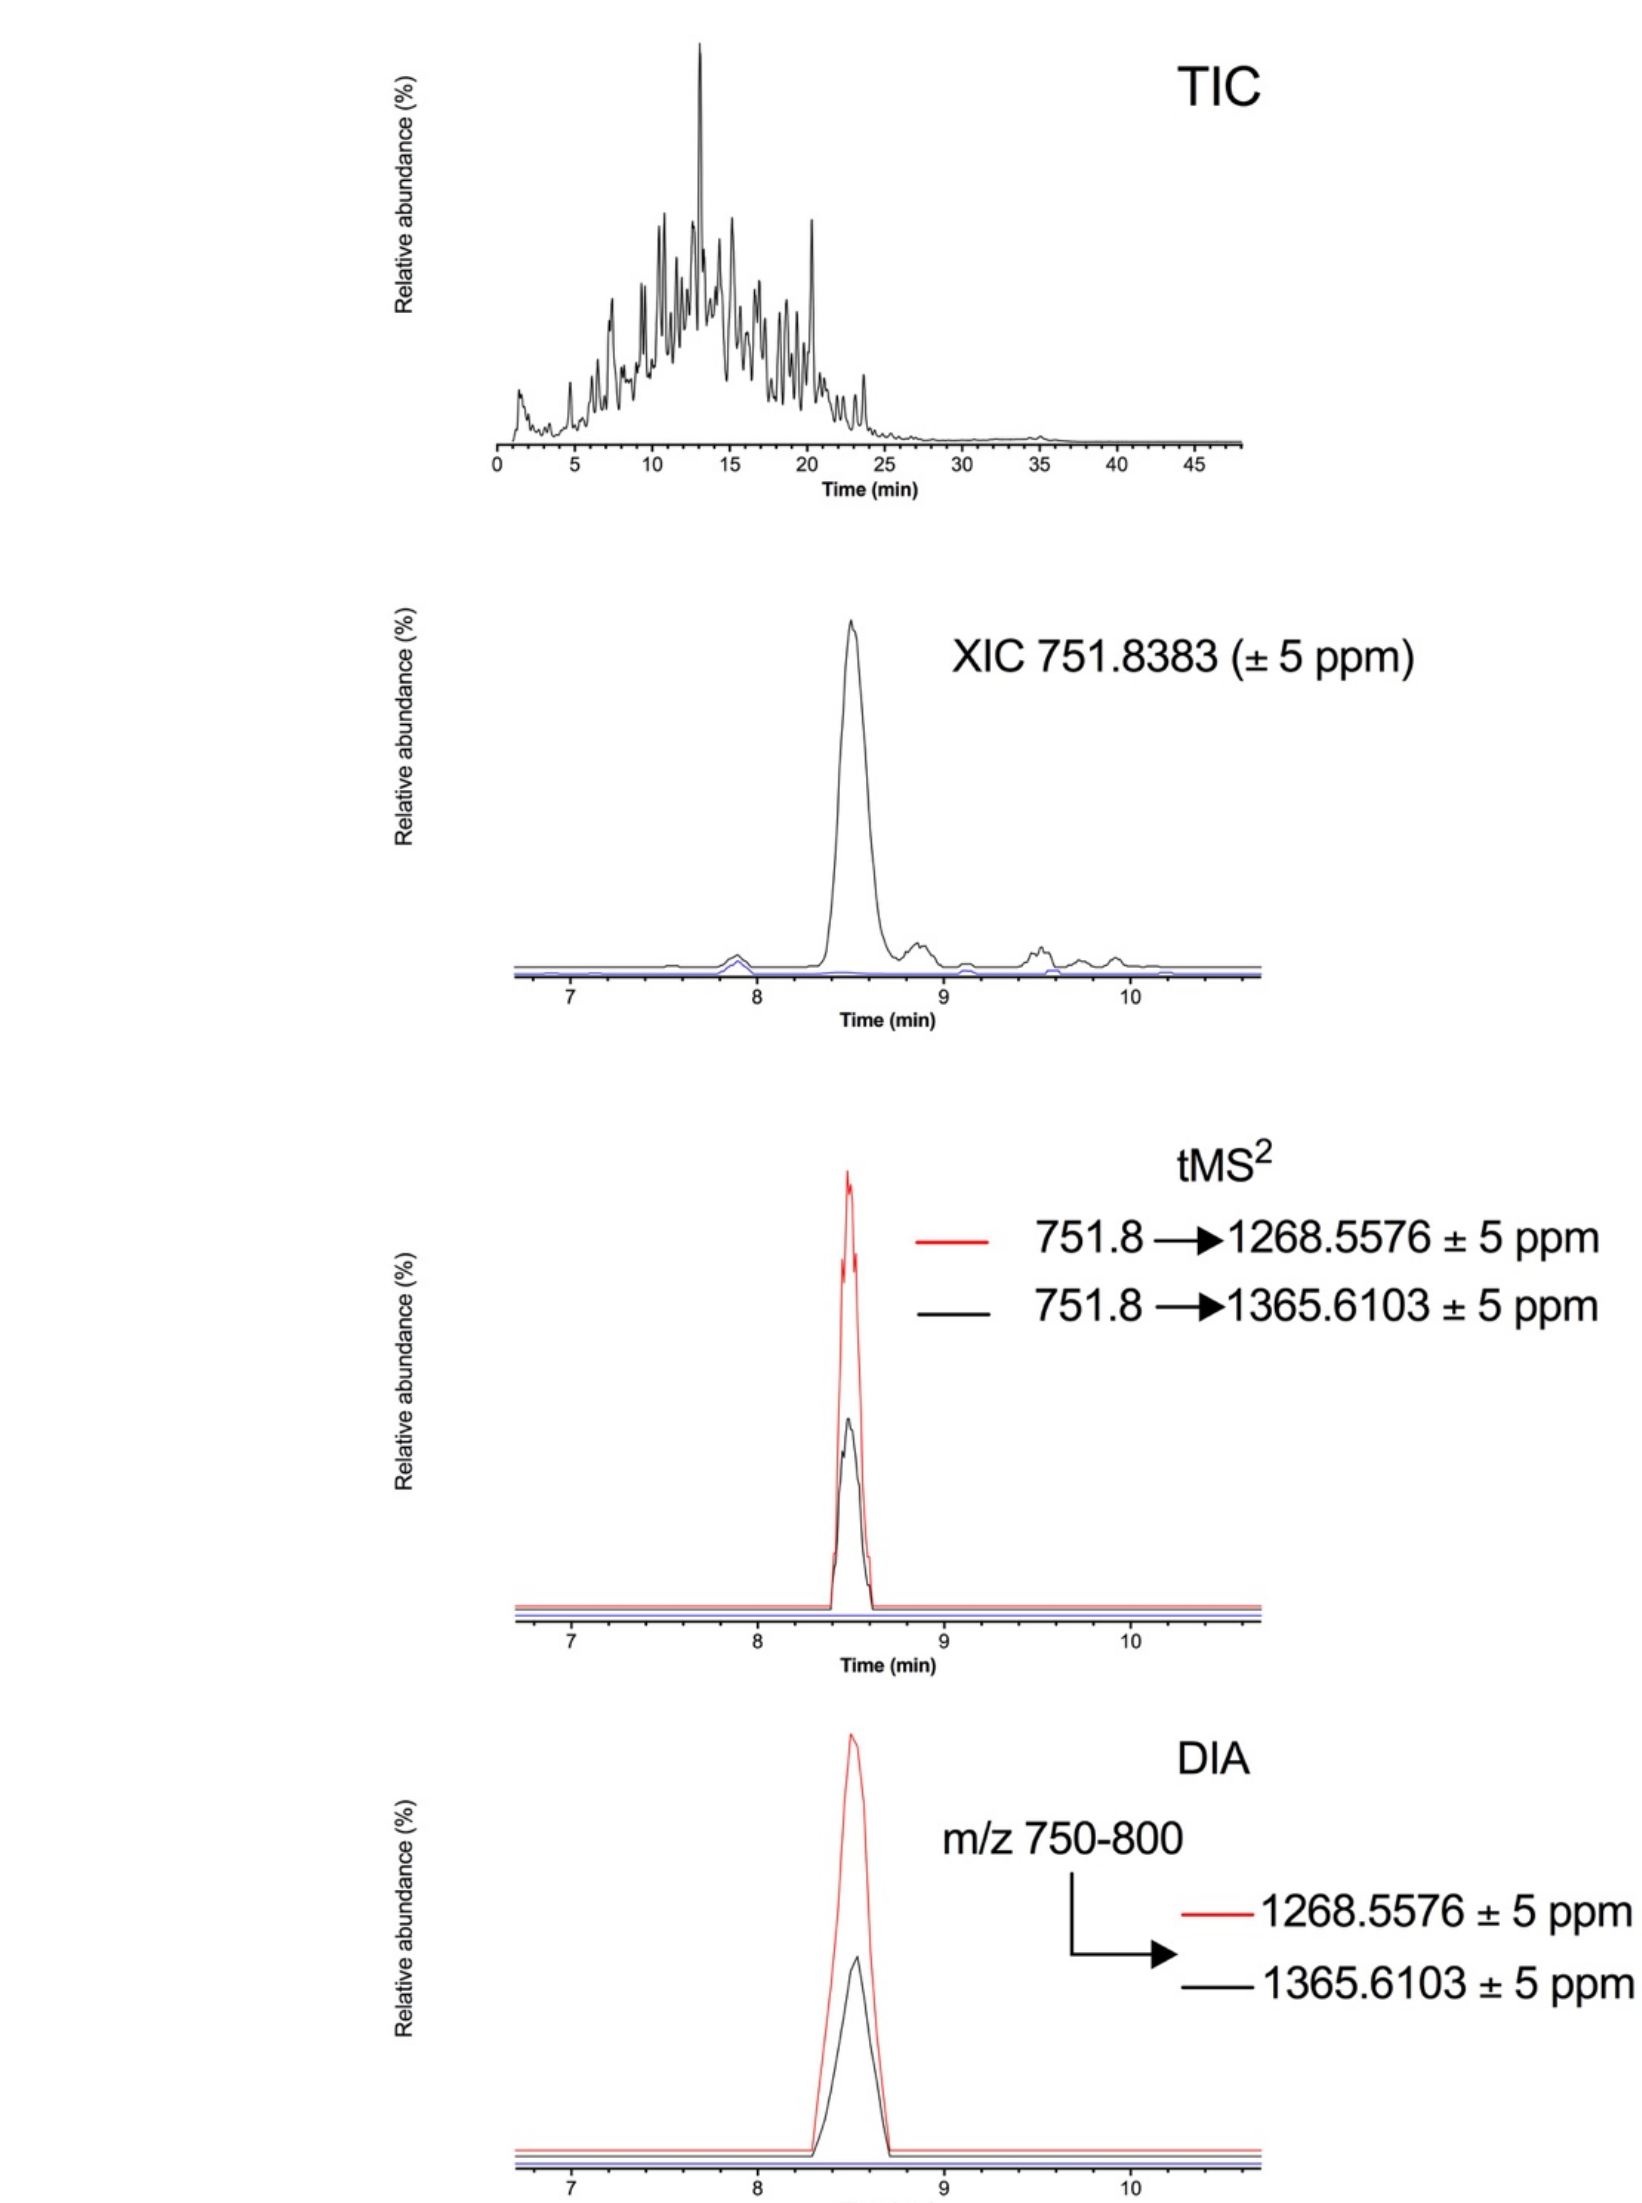 TIC
Relative abundance (%)
0 5 10 15 20 25 30 35 40 45
Time (min)
XIC 751.8383 (± 5 ppm)
Relative abundance (%)
7 8 9 10
Time (min)
tMS²
751.8 → 1268.5576 ± 5 ppm
751.8 → 1365.6103 ± 5 ppm
Relative abundance (%)
7 8 9 10
Time (min)
DIA
m/z 750-800
1268.5576 ± 5 ppm
1365.6103 ± 5 ppm
Relative abundance (%)
7 8 9 10